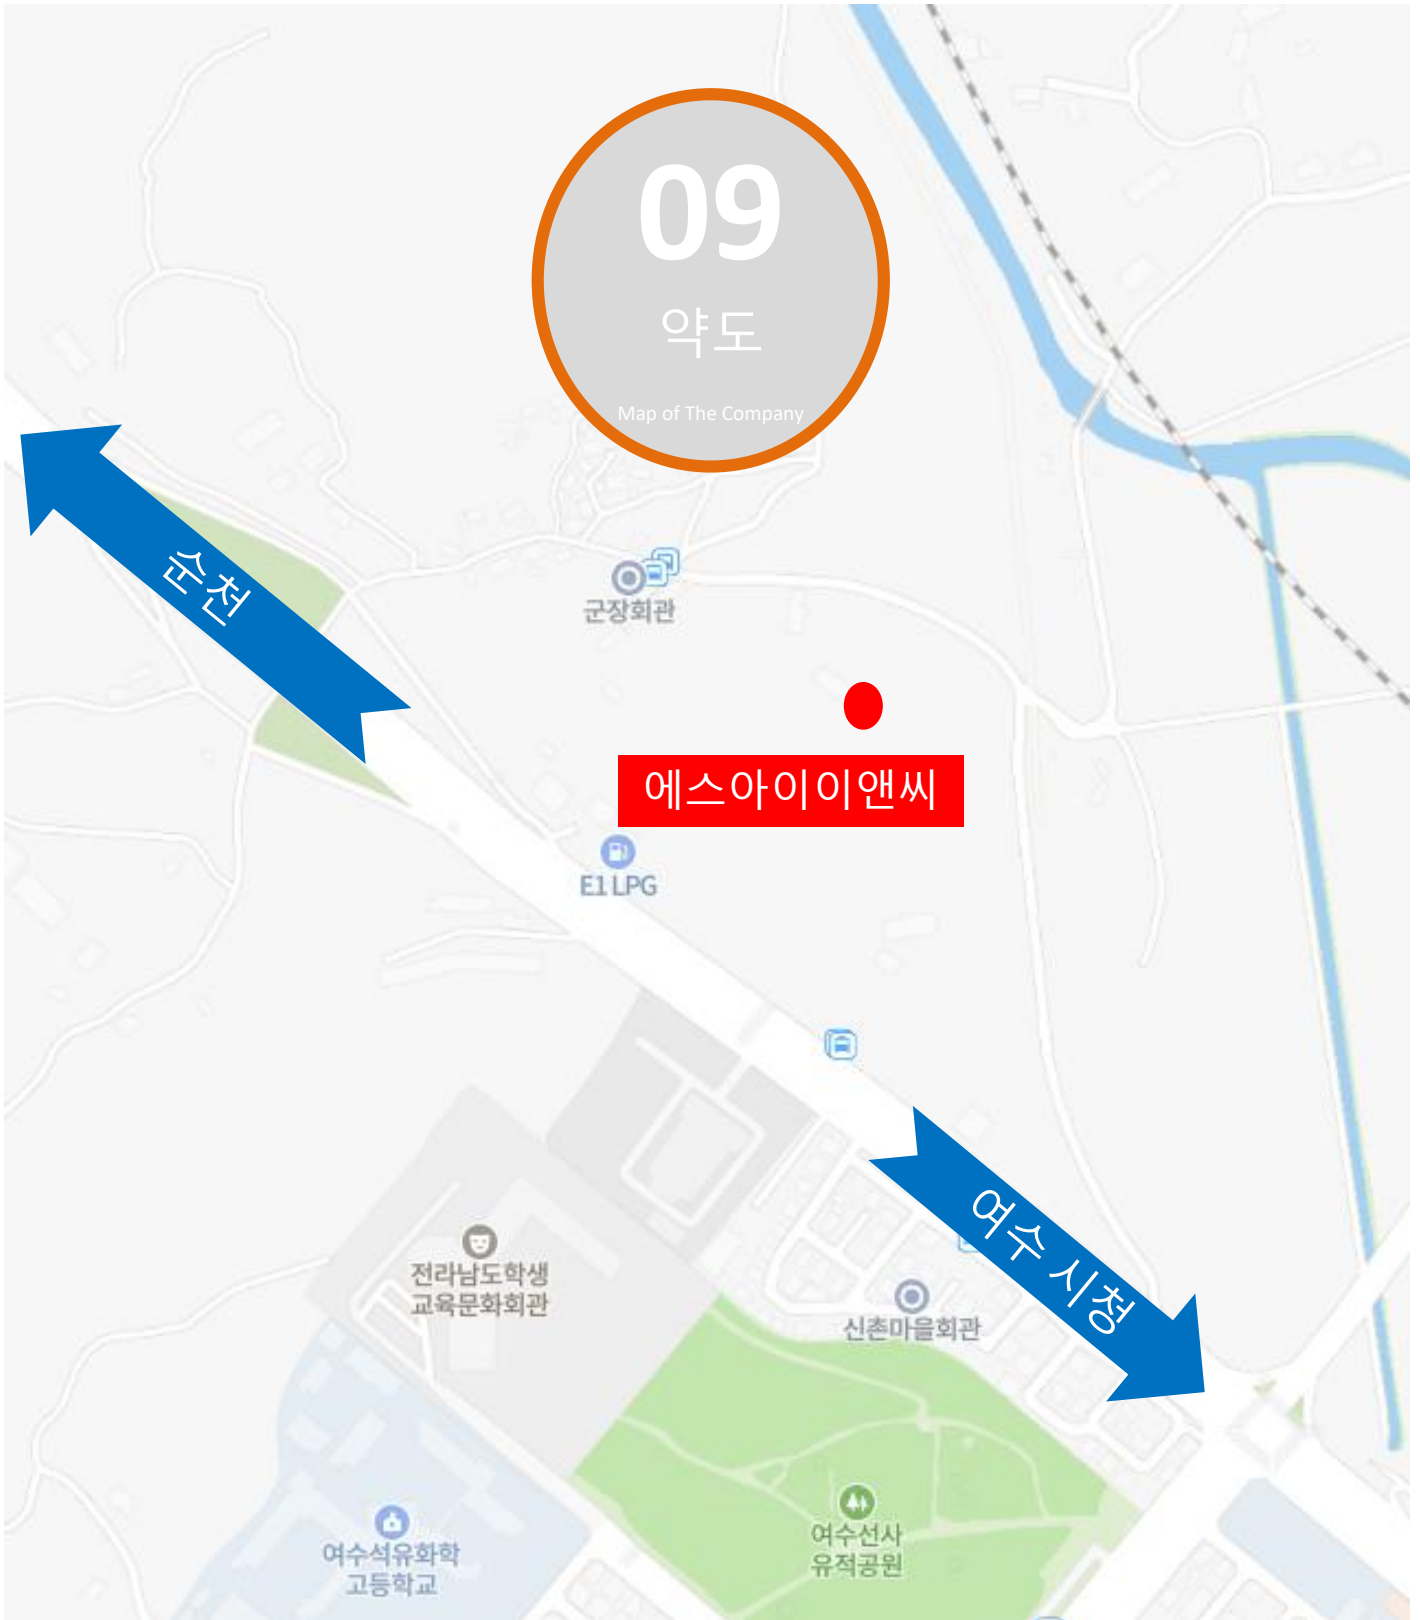 09
약도
Map of The Company
순천
군장회관
에스아이이앤씨
E1 LPG
여수 시청
전라남도학생
교육문화회관
신촌마을회관
여수석유화학
고등학교
여수선사
유적공원